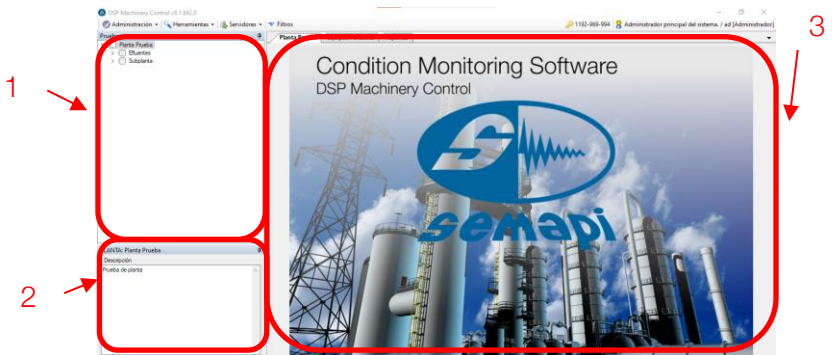 DSP Machinery Control v8.1.892.0
Administración Herramientas Servidores Filtros 1192-969-994 Administrador principal del sistema. / ad [Administrador]
Planta Prueba
Efluentes
Subplanta
Condition Monitoring Software
DSP Machinery Control
semapi
PLANTA: Planta Prueba
Descripción
Prueba de planta
1
2
3